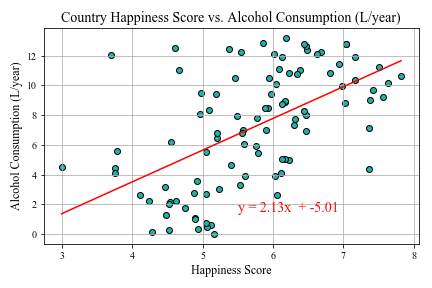 Country Happiness Score vs. Alcohol Consumption (L/year)
Alcohol Consumption (L/year)
12
10
8
6
4
2
0
y = 2.13x + -5.01
3 4 5 6 7 8
Happiness Score